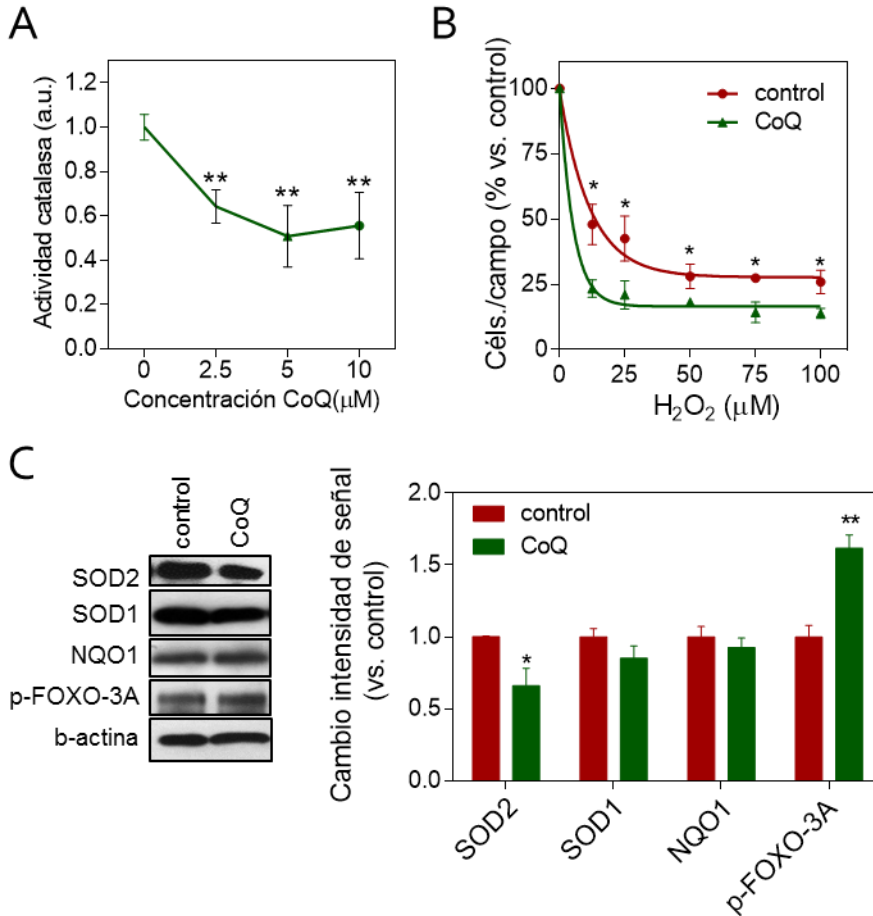 A
Actividad catalasa (a.u.)
1.2
1.0
0.8
0.6
0.4
0.2
0.0
**
**
**
0
2.5
5
10
Concentración CoQ(μM)
B
Céls./campo (% vs. control)
100
75
50
25
0
control
CoQ
*
*
*
*
*
0
25
50
75
100
H₂O₂ (μM)
C
control
CoQ
SOD2
SOD1
NQO1
p-FOXO-3A
b-actina
Cambio intensidad de señal
(vs. control)
2.0
1.5
1.0
0.5
0.0
control
CoQ
*
**
SOD2
SOD1
NQO1
p-FOXO-3A